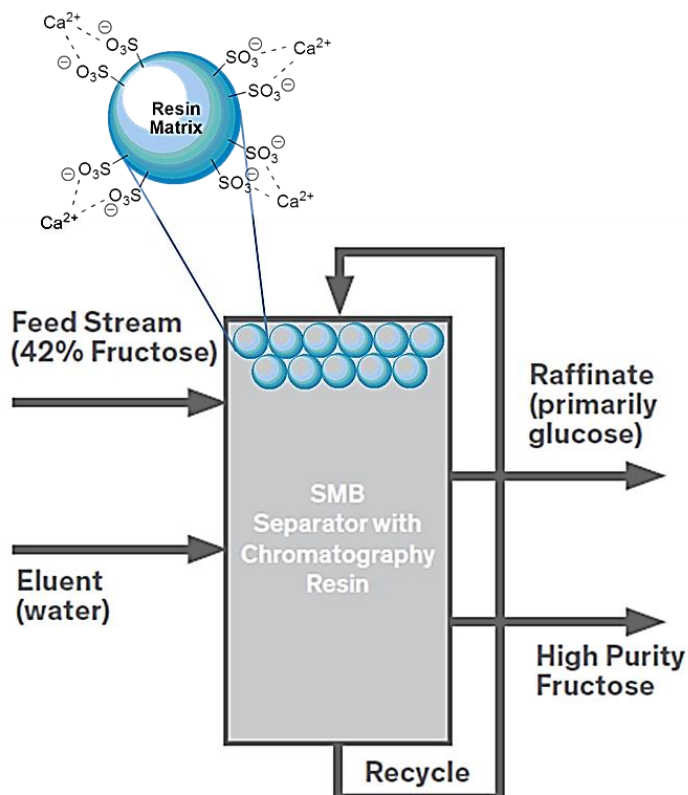 Ca²⁺
⊖ O₃S
⊖ O₃S
SO₃⊖
Ca²⁺
SO₃⊖
Resin
Matrix
⊖ O₃S
⊖ O₃S
Ca²⁺
SO₃⊖
SO₃⊖
Ca²⁺
Feed Stream
(42% Fructose)
Eluent
(water)
SMB
Separator with
Chromatography
Resin
Raffinate
(primarily
glucose)
High Purity
Fructose
Recycle